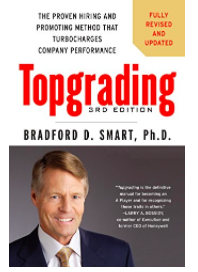 THE PROVEN HIRING AND
PROMOTING METHOD THAT
TURBOCHARGES
COMPANY PERFORMANCE
FULLY
REVISED
AND
UPDATED
Topgrading
3RD EDITION
BRADFORD D. SMART, Ph.D.
"Topgrading is the definitive
manual for becoming an
A Player and for recognizing
those traits in others."
—LARRY A. BOSSIDY,
co-author of Execution and
former CEO of Honeywell